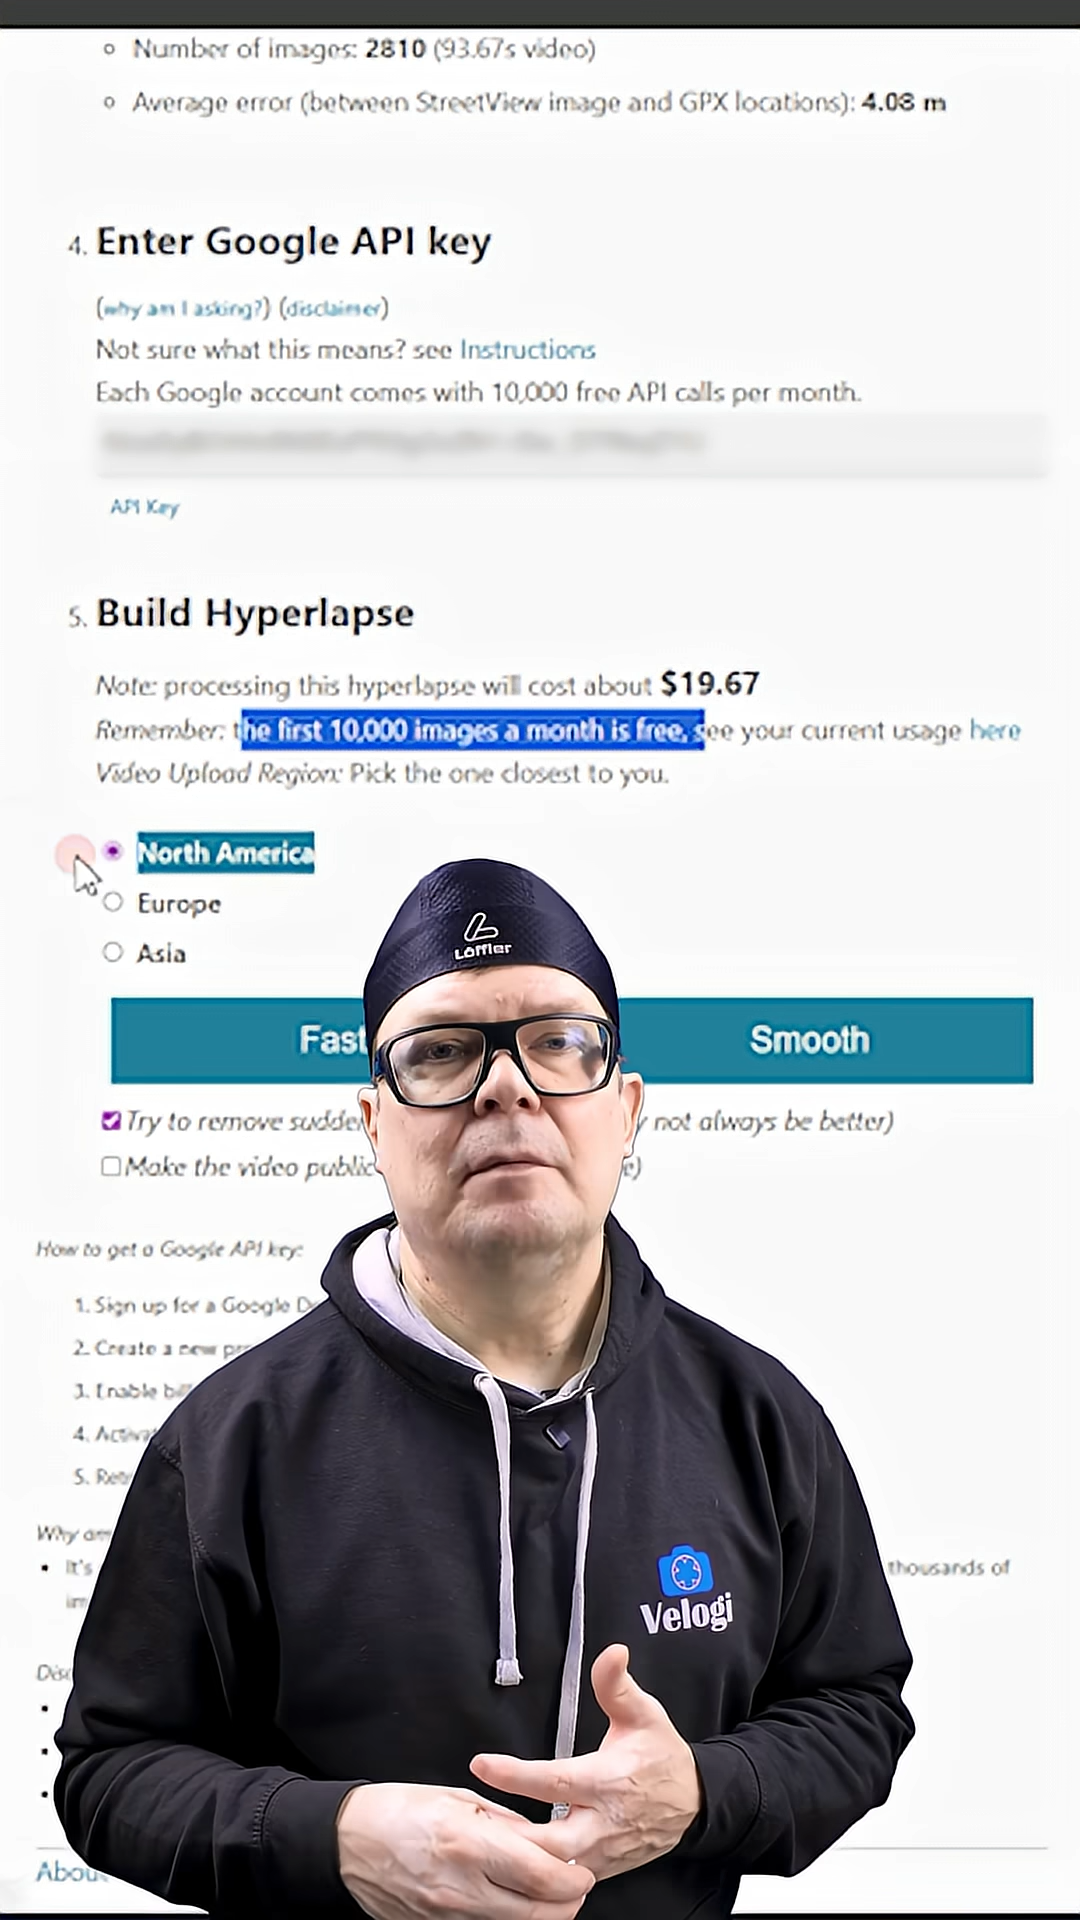 Number of images: 2810 (93.67s video)
Average error (between StreetView image and GPX locations): 4.08 m
4. Enter Google API key
(why am I asking?) (disclaimer)
Not sure what this means? see Instructions
Each Google account comes with 10,000 free API calls per month.
API Key
5. Build Hyperlapse
Note: processing this hyperlapse will cost about $19.67
Remember: the first 10,000 images a month is free, see your current usage here
Video Upload Region: Pick the one closest to you.
North America
Europe
Asia
Fast
Smooth
Try to remove not always be better)
Make the video public
How to get a Google API key:
1. Sign up for a Google
2. Create a new
3. Enable
4.
5.
Why
It's thousands of
Löffler
Velogi